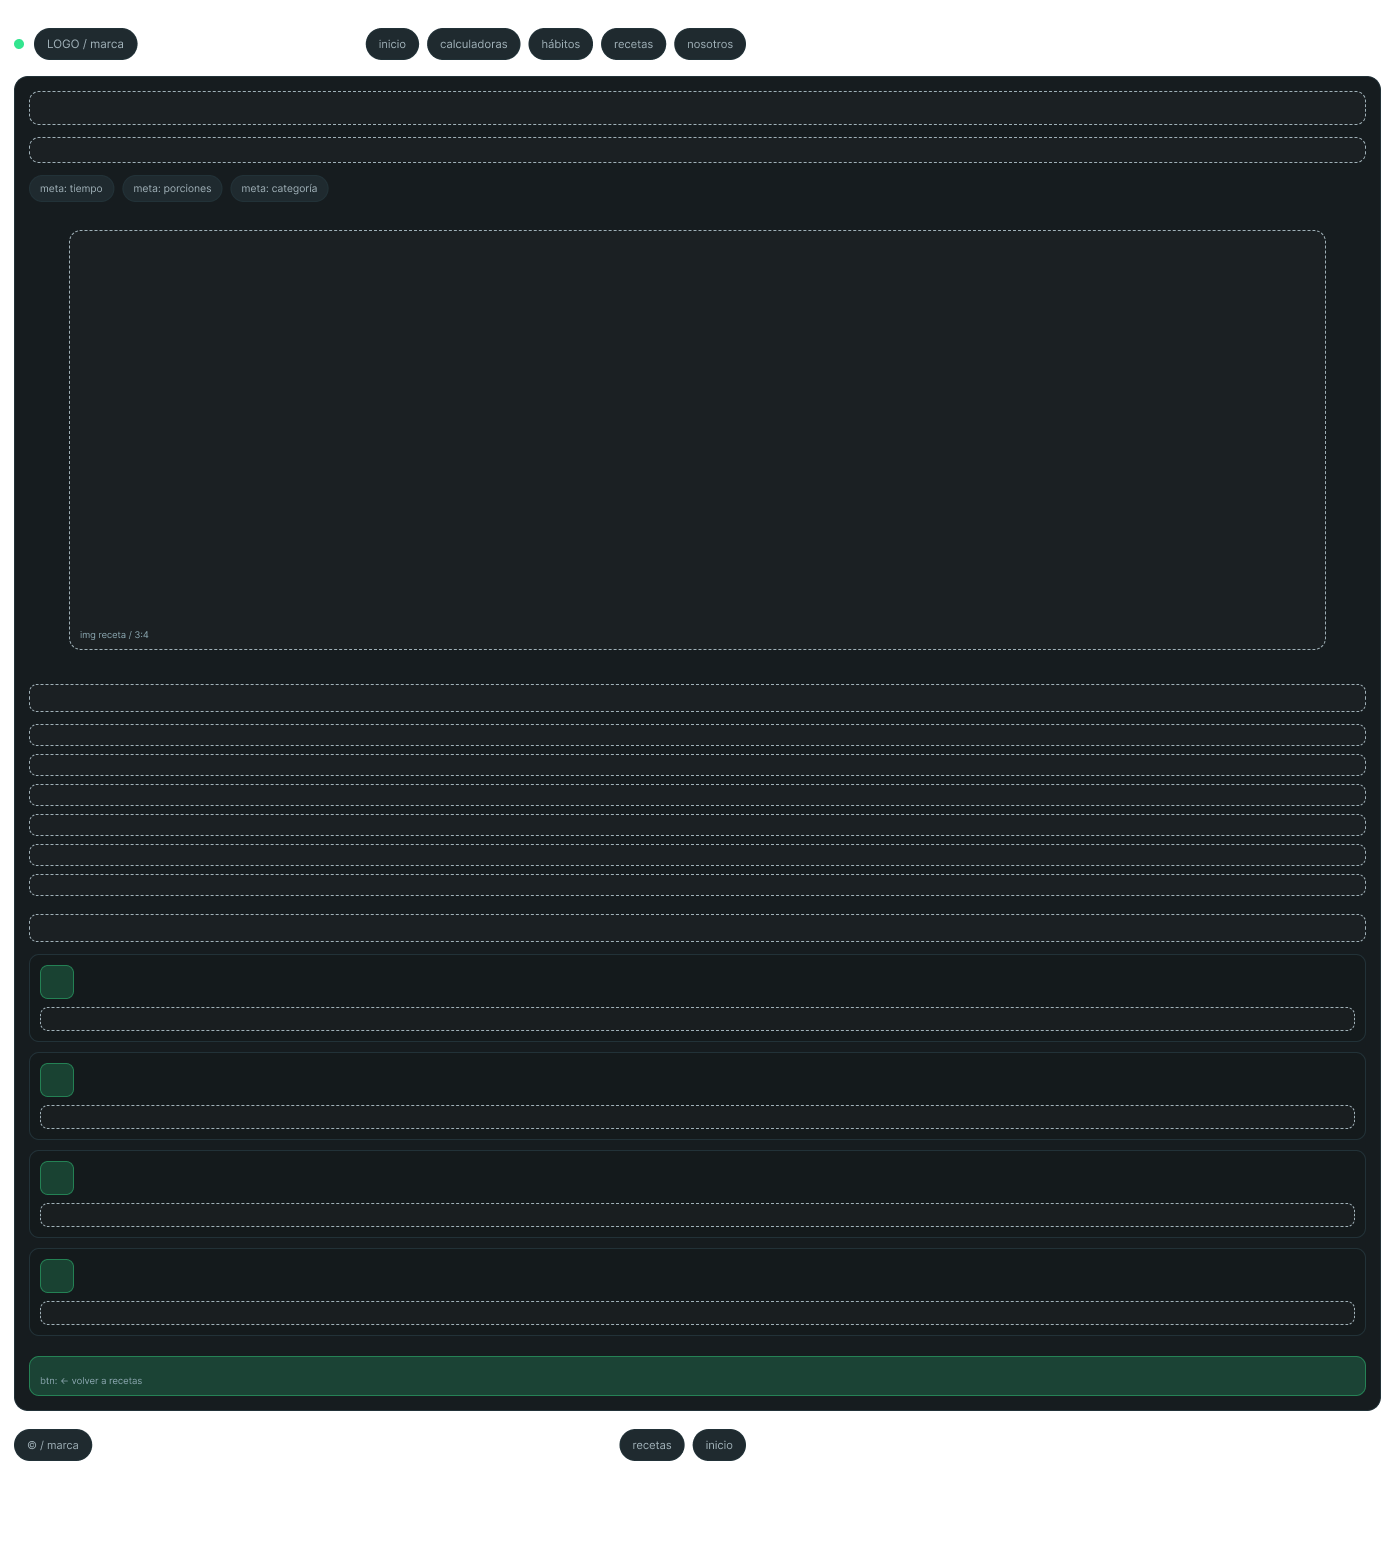 LOGO / marca
inicio
calculadoras
hábitos
recetas
nosotros
meta: tiempo
meta: porciones
meta: categoría
img receta / 3:4
btn: ← volver a recetas
© / marca
recetas
inicio